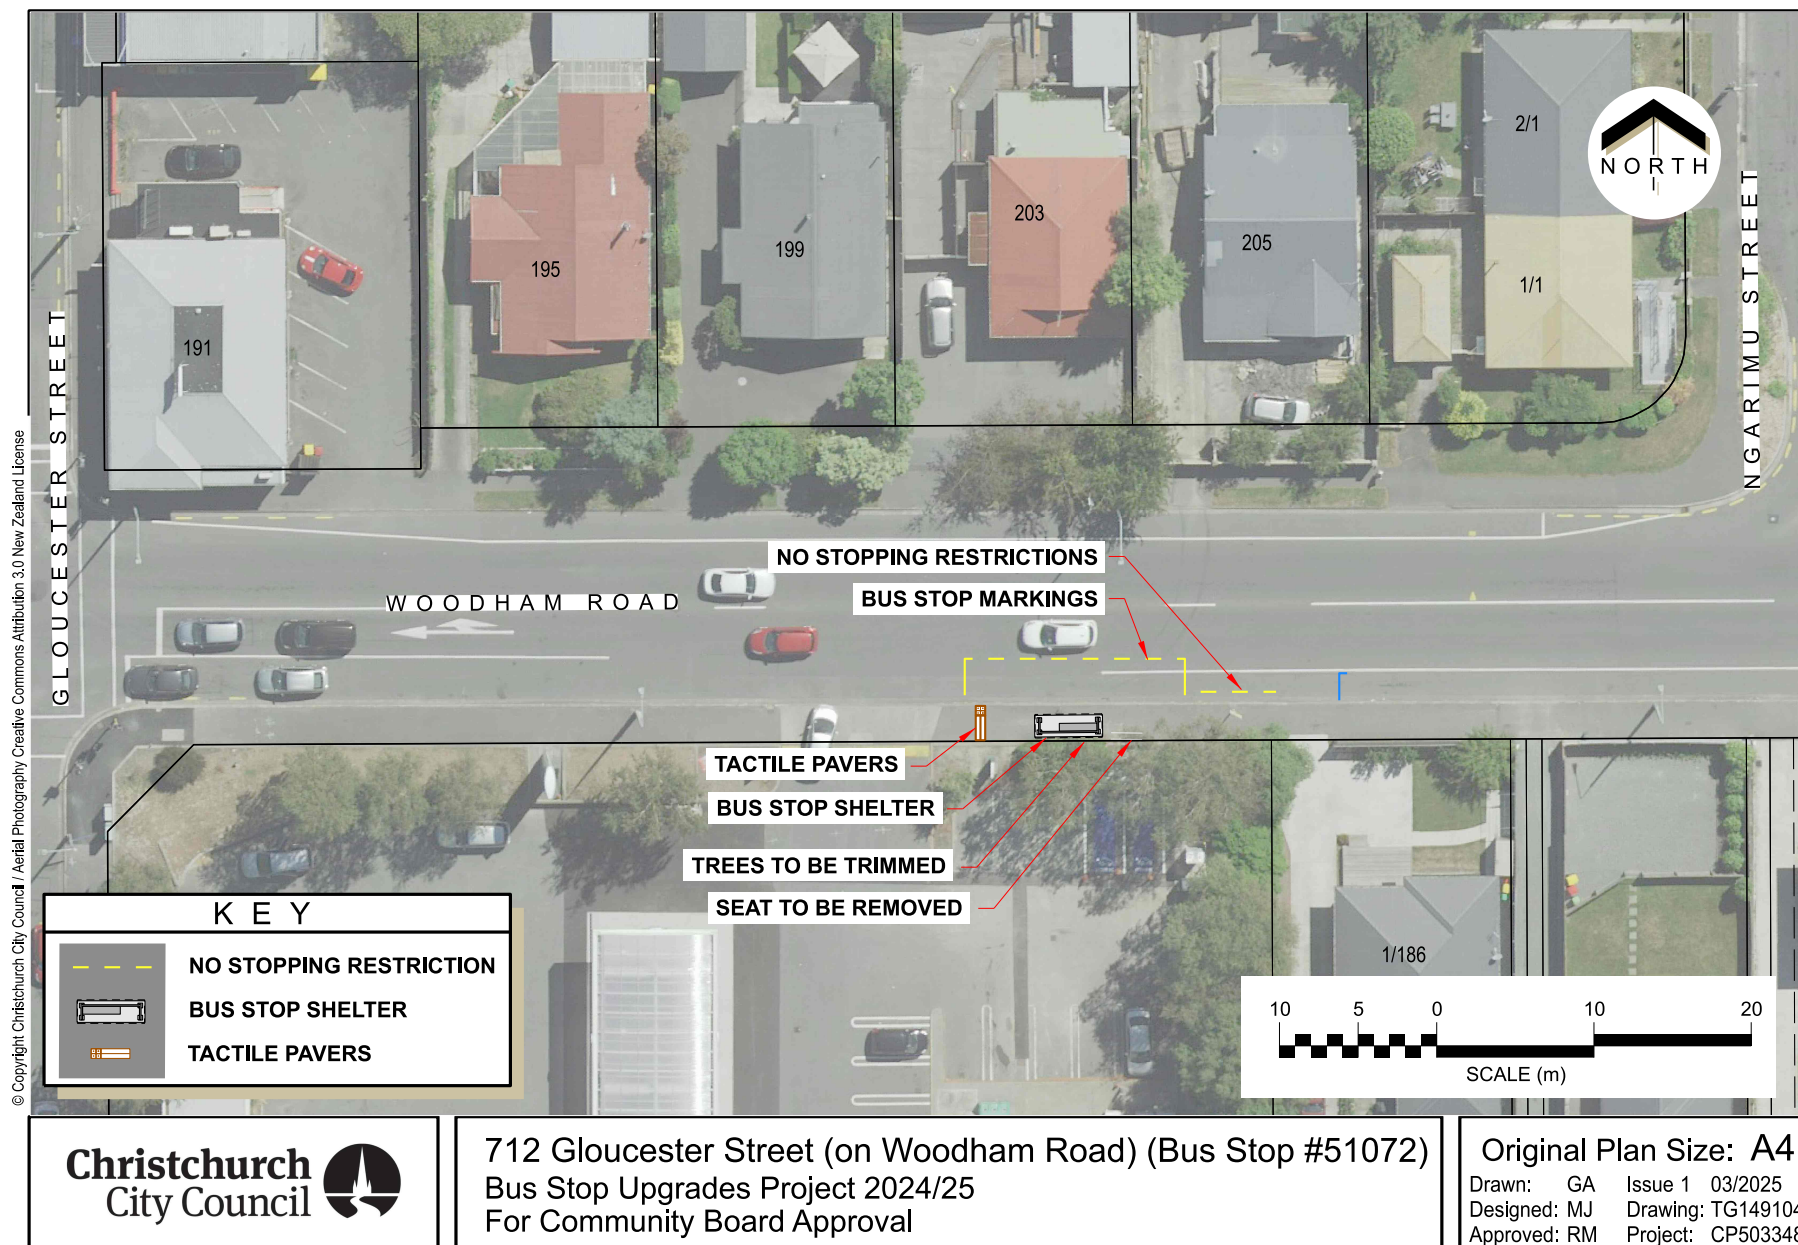 2/1
NORTH
203
199
205
195
1/1
191
GLOUCESTER STREET
NGARIMU STREET
© Copyright Christchurch City Council / Aerial Photography Creative Commons Attribution 3.0 New Zealand License
NO STOPPING RESTRICTIONS
BUS STOP MARKINGS
WOODHAM ROAD
TACTILE PAVERS
BUS STOP SHELTER
TREES TO BE TRIMMED
SEAT TO BE REMOVED
KEY
NO STOPPING RESTRICTION
BUS STOP SHELTER
TACTILE PAVERS
1/186
10 5 0 10 20
SCALE (m)
Christchurch
City Council
712 Gloucester Street (on Woodham Road) (Bus Stop #51072)
Bus Stop Upgrades Project 2024/25
For Community Board Approval
Original Plan Size: A4
Drawn: GA Issue 1 03/2025
Designed: MJ Drawing: TG149104
Approved: RM Project: CP503348